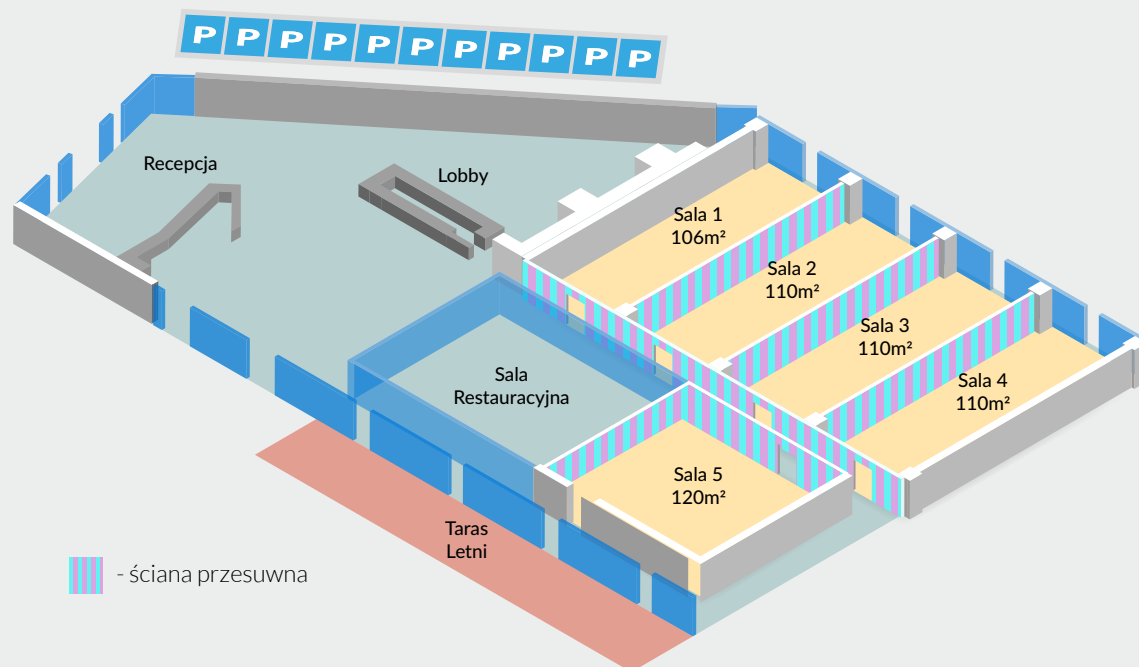 P P P P P P P P P P P
Recepcja
Lobby
Sala 1
106m²
Sala 2
110m²
Sala 3
110m²
Sala 4
110m²
Sala
Restauracyjna
Sala 5
120m²
Taras
Letni
- ściana przesuwna